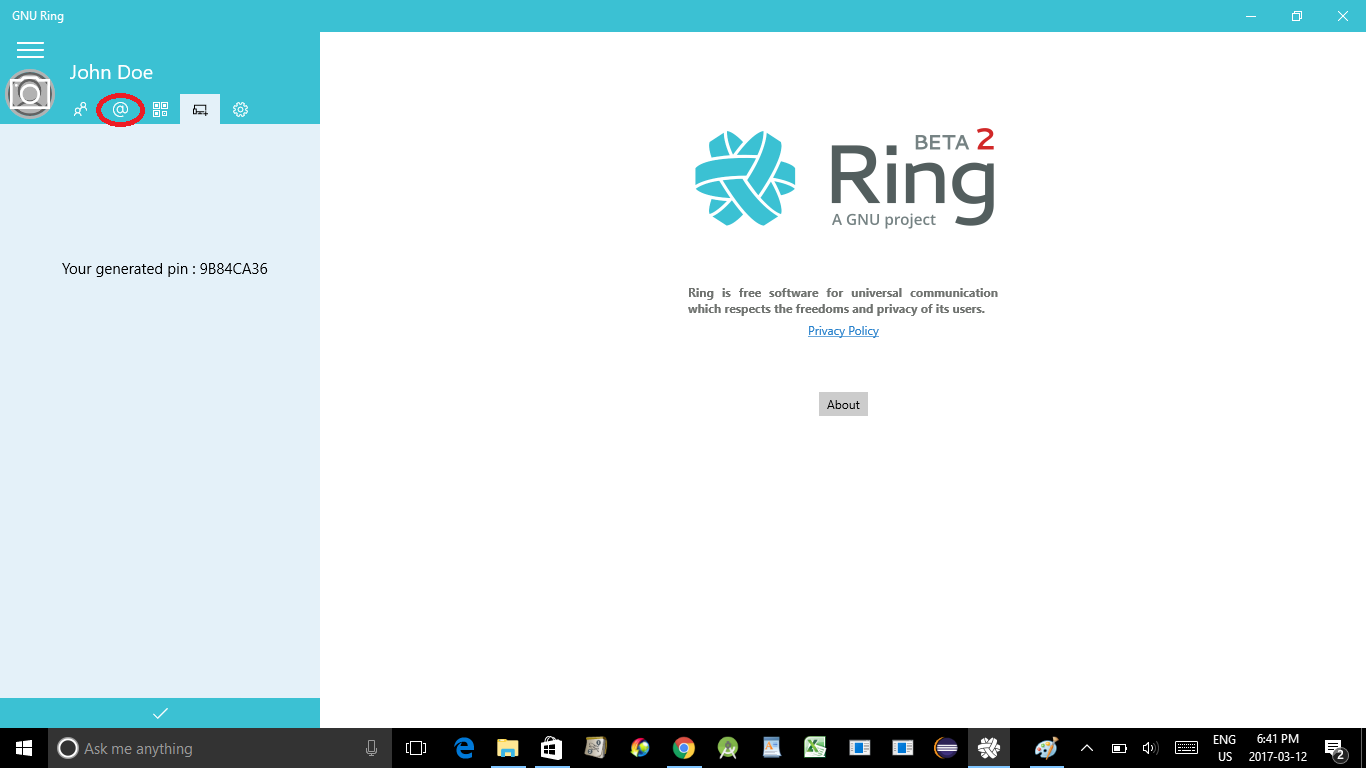 GNU Ring
John Doe
@
Your generated pin : 9B84CA36
BETA 2
Ring
A GNU project
Ring is free software for universal communication
which respects the freedoms and privacy of its users.
Privacy Policy
About
Ask me anything
ENG
US
6:41 PM
2017-03-12
2